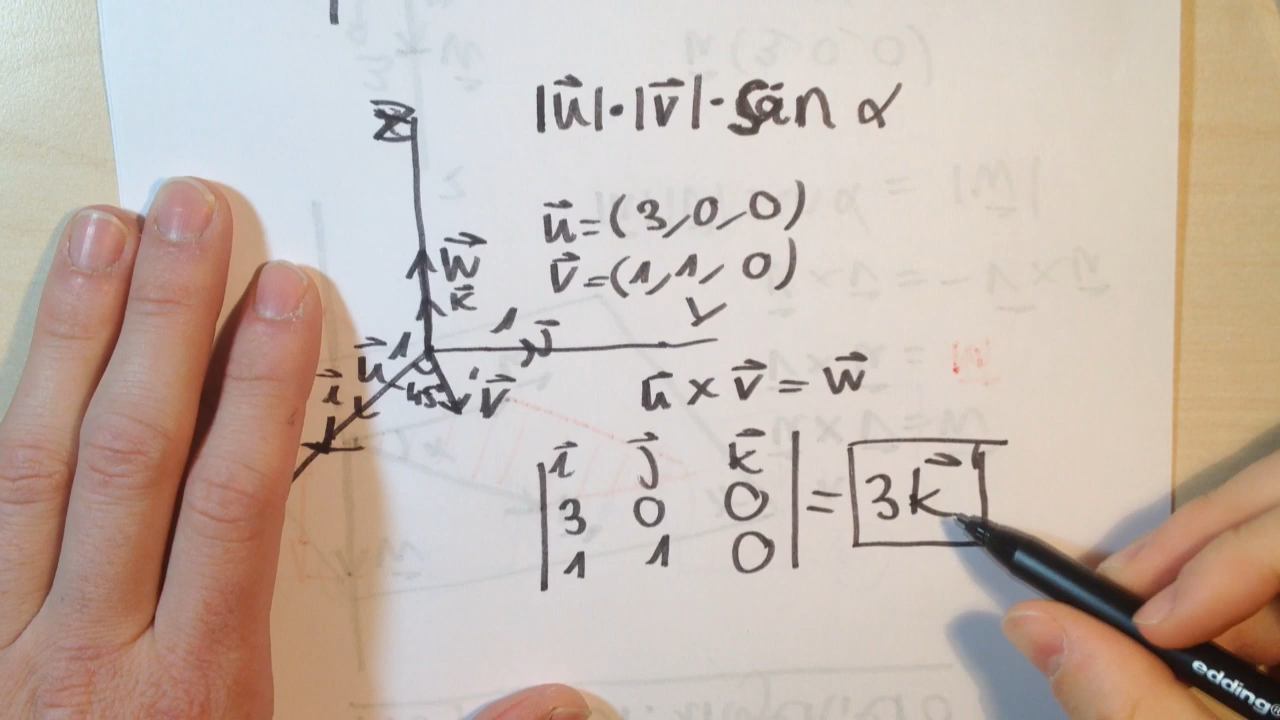 |u⃗|·|v⃗|·sin α
z
u⃗=(3,0,0)
v⃗=(1,1,0)
w⃗
k⃗
y
1 j⃗
u⃗ 1
i⃗ 45° v⃗
u⃗ × v⃗ = w⃗
| i⃗ j⃗ k⃗ |
| 3 0 0 | = 3k⃗
| 1 1 0 |
edding